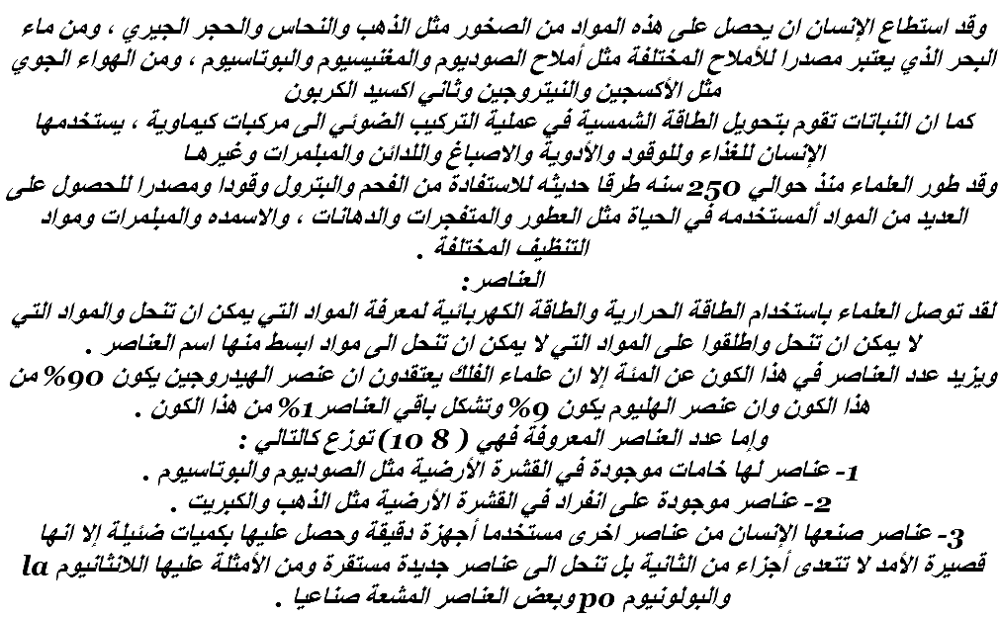 وقد استطاع الإنسان ان يحصل على هذه المواد من الصخور مثل الذهب والنحاس والحجر الجيري ، ومن ماء
البحر الذي يعتبر مصدرا للأملاح المختلفة مثل أملاح الصوديوم والمغنيسيوم والبوتاسيوم ، ومن الهواء الجوي
مثل الأكسجين والنيتروجين وثاني اكسيد الكربون
كما ان النباتات تقوم بتحويل الطاقة الشمسية في عملية التركيب الضوئي الى مركبات كيماوية ، يستخدمها
الإنسان للغذاء وللوقود والأدوية والاصباغ واللدائن والمبلمرات وغيرها
وقد طور العلماء منذ حوالي 250 سنه طرقا حديثه للاستفادة من الفحم والبترول وقودا ومصدرا للحصول على
العديد من المواد ألمستخدمه في الحياة مثل العطور والمتفجرات والدهانات ، والاسمده والمبلمرات ومواد
التنظيف المختلفة .
العناصر :
لقد توصل العلماء باستخدام الطاقة الحرارية والطاقة الكهربائية لمعرفة المواد التي يمكن ان تنحل والمواد التي
لا يمكن ان تنحل واطلقوا على المواد التي لا يمكن ان تنحل الى مواد ابسط منها اسم العناصر .
ويزيد عدد العناصر في هذا الكون عن المئة إلا ان علماء الفلك يعتقدون ان عنصر الهيدروجين يكون 90% من
هذا الكون وان عنصر الهليوم يكون 9% وتشكل باقي العناصر 1% من هذا الكون .
وإما عدد العناصر المعروفة فهي ( 8 10) توزع كالتالي :
1- عناصر لها خامات موجودة في القشرة الأرضية مثل الصوديوم والبوتاسيوم .
2- عناصر موجودة على انفراد في القشرة الأرضية مثل الذهب والكبريت .
3- عناصر صنعها الإنسان من عناصر اخرى مستخدما أجهزة دقيقة وحصل عليها بكميات ضئيلة إلا انها
قصيرة الأمد لا تتعدى أجزاء من الثانية بل تنحل الى عناصر جديدة مستقرة ومن الأمثلة عليها اللانثانيوم la
والبولونيوم po وبعض العناصر المشعة صناعيا .